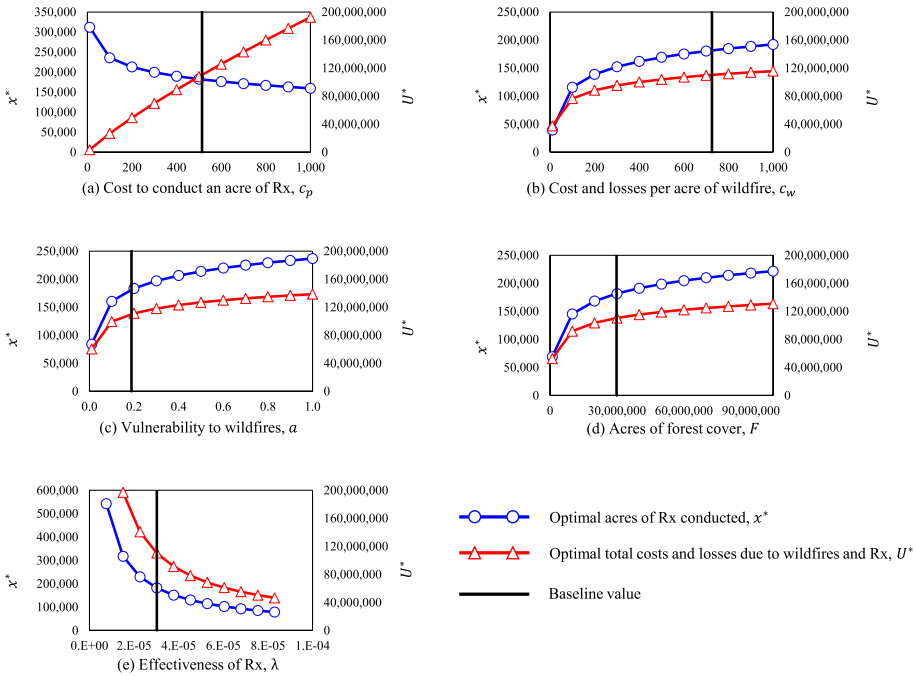 350,000
300,000
250,000
200,000
150,000
100,000
50,000
0
x*
200,000,000
160,000,000
120,000,000
80,000,000
40,000,000
0
U*
0 200 400 600 800 1,000
(a) Cost to conduct an acre of Rx, cₚ
250,000
200,000
150,000
100,000
50,000
0
x*
200,000,000
160,000,000
120,000,000
80,000,000
40,000,000
0
U*
0 200 400 600 800 1,000
(b) Cost and losses per acre of wildfire, c_w
250,000
200,000
150,000
100,000
50,000
0
x*
200,000,000
160,000,000
120,000,000
80,000,000
40,000,000
0
U*
0.0 0.2 0.4 0.6 0.8 1.0
(c) Vulnerability to wildfires, a
250,000
200,000
150,000
100,000
50,000
0
x*
200,000,000
160,000,000
120,000,000
80,000,000
40,000,000
0
U*
0 30,000,000 60,000,000 90,000,000
(d) Acres of forest cover, F
600,000
500,000
400,000
300,000
200,000
100,000
0
x*
200,000,000
160,000,000
120,000,000
80,000,000
40,000,000
0
U*
0.E+00 2.E-05 4.E-05 6.E-05 8.E-05 1.E-04
(e) Effectiveness of Rx, λ
Optimal acres of Rx conducted, x*
Optimal total costs and losses due to wildfires and Rx, U*
Baseline value